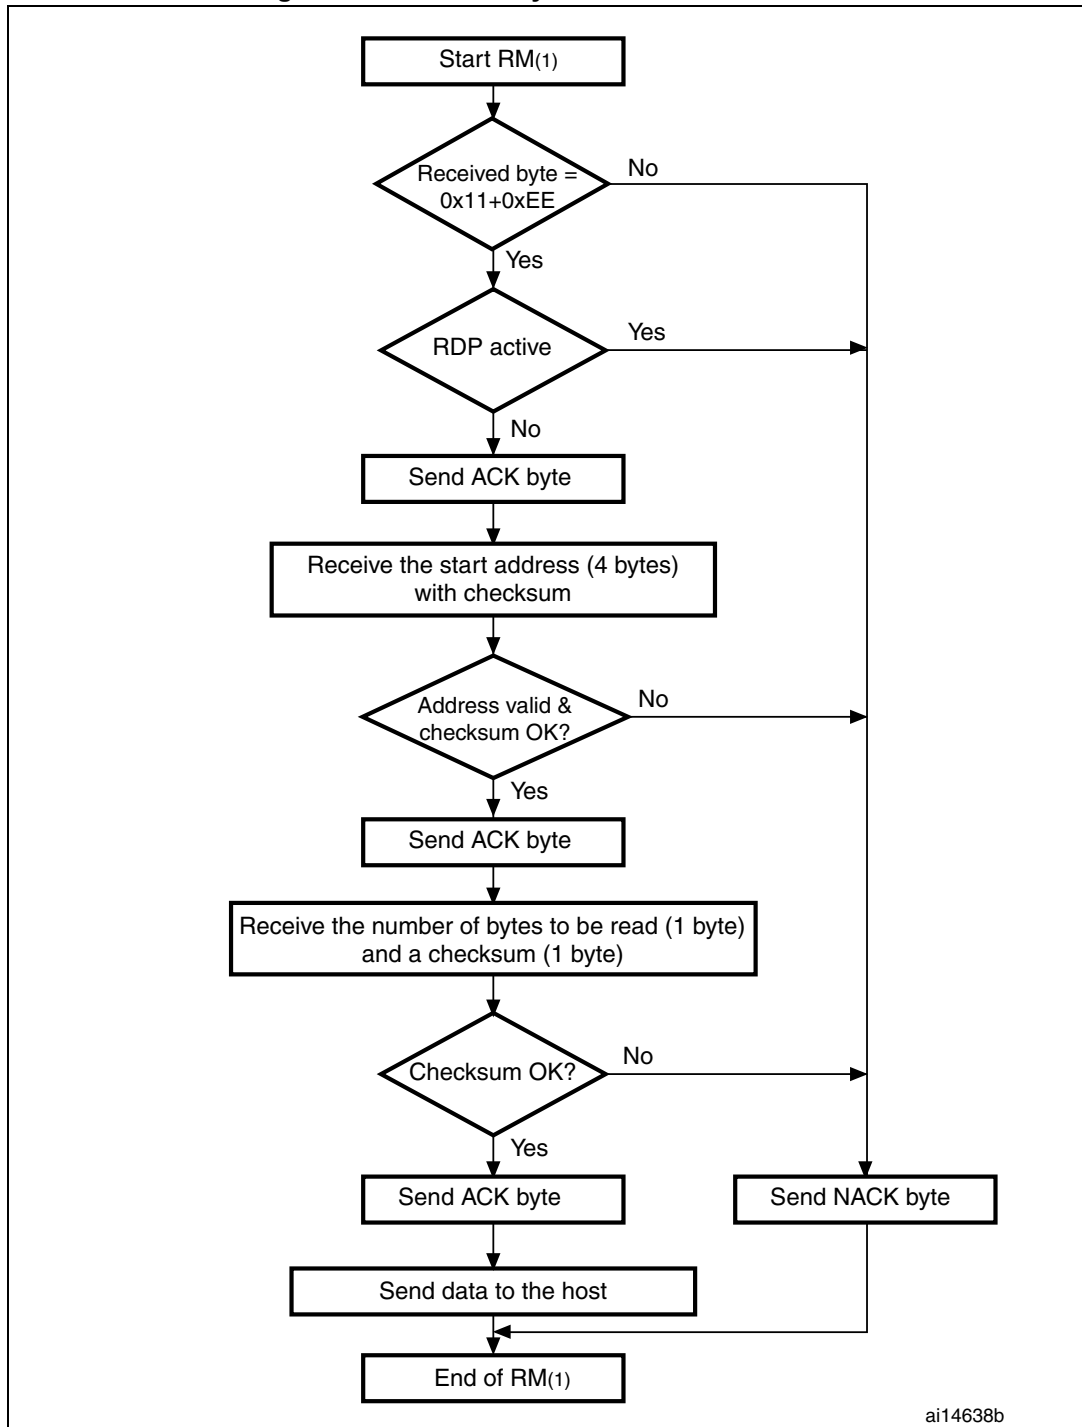 Start RM(1)
Received byte =
0x11+0xEE
No
Yes
RDP active
Yes
No
Send ACK byte
Receive the start address (4 bytes)
with checksum
Address valid &
checksum OK?
No
Yes
Send ACK byte
Receive the number of bytes to be read (1 byte)
and a checksum (1 byte)
Checksum OK?
No
Yes
Send ACK byte
Send NACK byte
Send data to the host
End of RM(1)
ai14638b